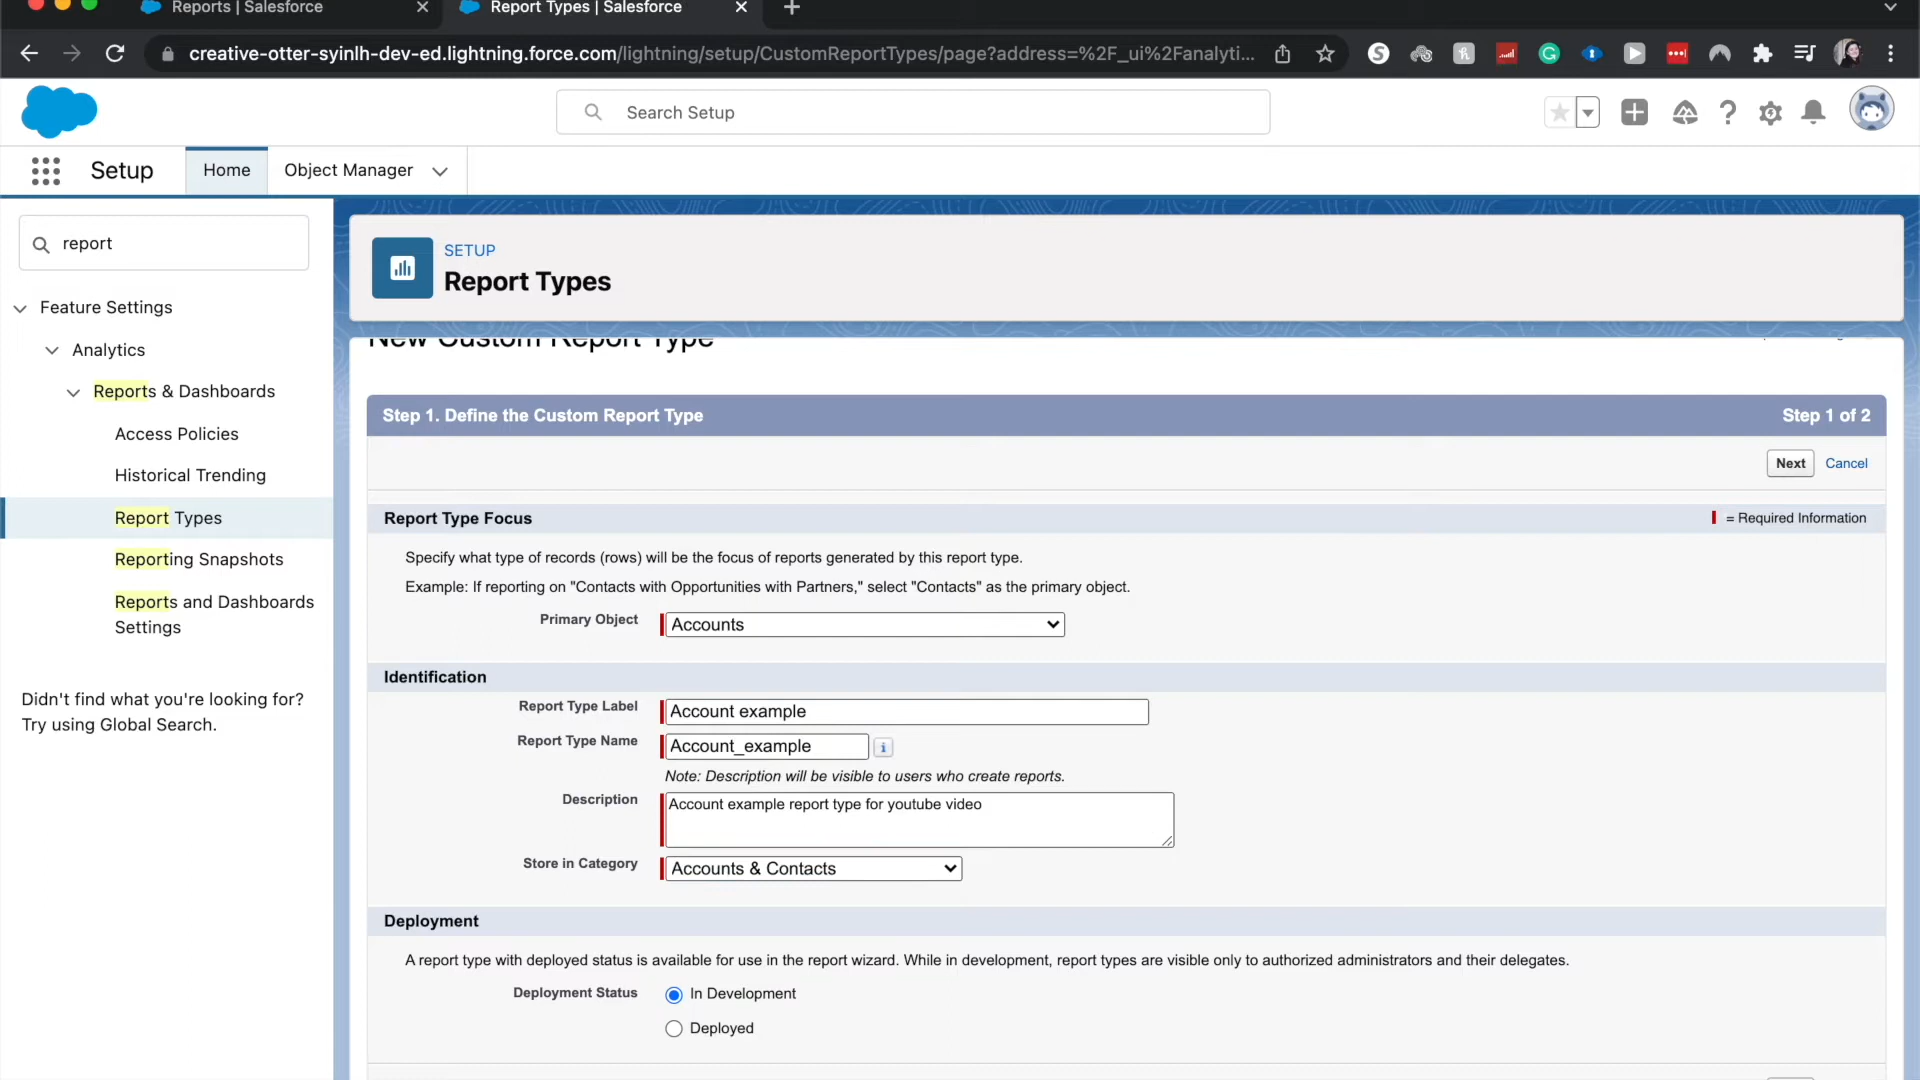 Reports | Salesforce
Report Types | Salesforce
creative-otter-syinlh-dev-ed.lightning.force.com/lightning/setup/CustomReportTypes/page?address=%2F_ui%2Fanalyti...
Search Setup
Setup
Home
Object Manager
report
Feature Settings
Analytics
Reports & Dashboards
Access Policies
Historical Trending
Report Types
Reporting Snapshots
Reports and Dashboards
Settings
Didn't find what you're looking for?
Try using Global Search.
SETUP
Report Types
New Custom Report Type
Step 1. Define the Custom Report Type
Step 1 of 2
Next
Cancel
Report Type Focus
= Required Information
Specify what type of records (rows) will be the focus of reports generated by this report type.
Example: If reporting on "Contacts with Opportunities with Partners," select "Contacts" as the primary object.
Primary Object
Accounts
Identification
Report Type Label
Account example
Report Type Name
Account_example
i
Note: Description will be visible to users who create reports.
Description
Account example report type for youtube video
Store in Category
Accounts & Contacts
Deployment
A report type with deployed status is available for use in the report wizard. While in development, report types are visible only to authorized administrators and their delegates.
Deployment Status
In Development
Deployed